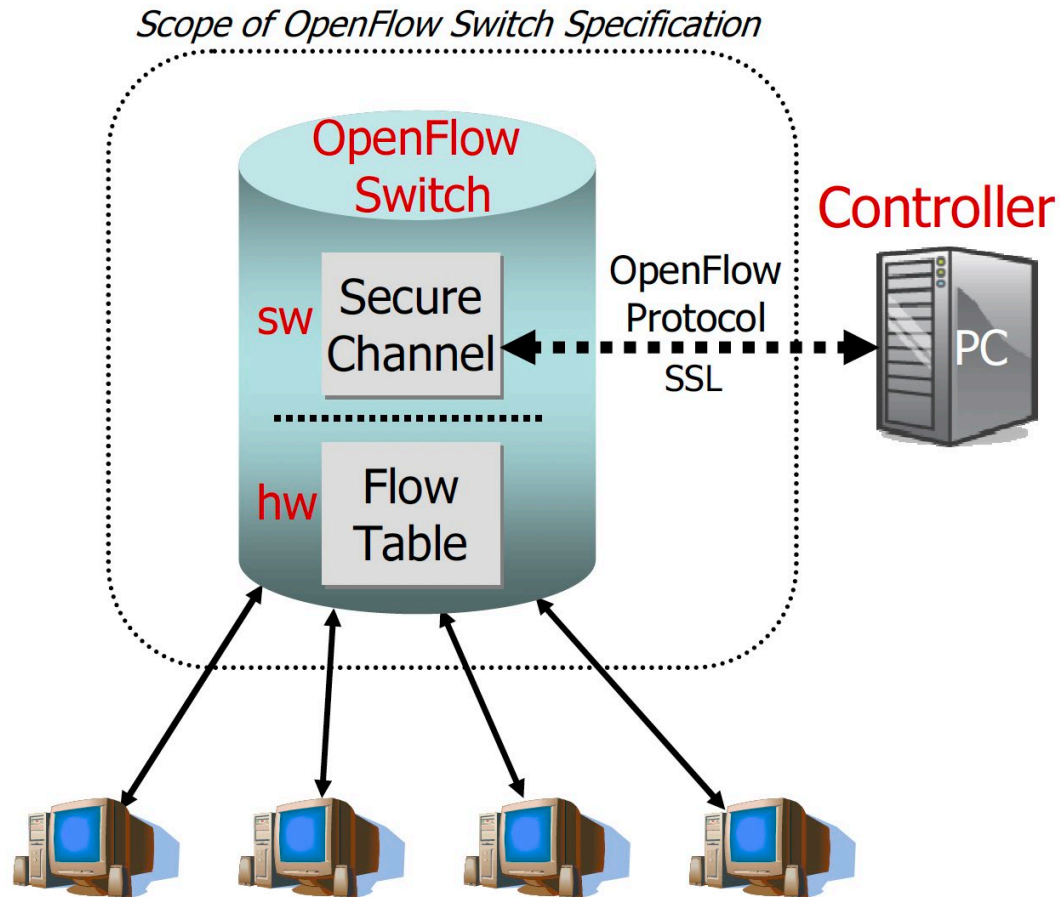 Scope of OpenFlow Switch Specification
OpenFlow
Switch
Controller
sw
Secure
Channel
OpenFlow
Protocol
SSL
PC
hw
Flow
Table